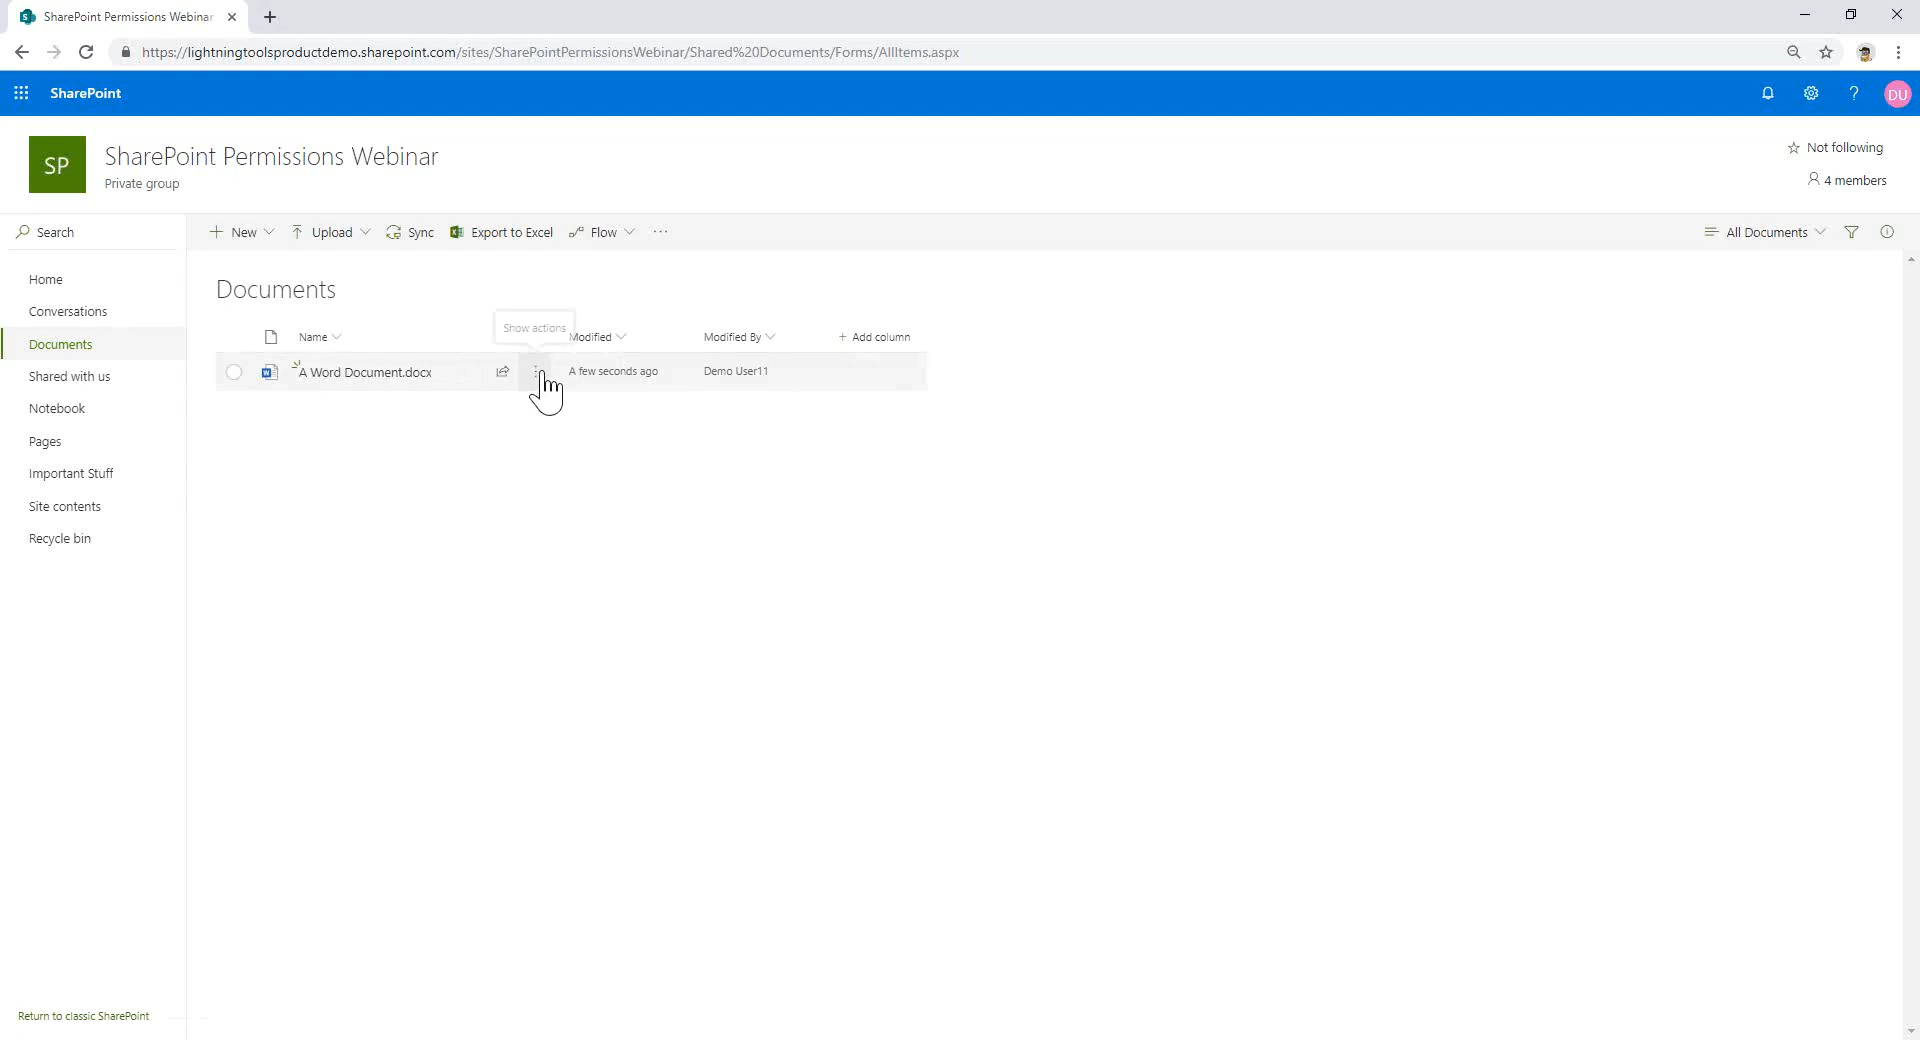 SharePoint Permissions Webinar
https://lightningtoolsproductdemo.sharepoint.com/sites/SharePointPermissionsWebinar/Shared%20Documents/Forms/AllItems.aspx
SharePoint
? DU
SP
SharePoint Permissions Webinar
Private group
Not following
4 members
Search
New Upload Sync Export to Excel Flow ...
All Documents
Home
Conversations
Documents
Shared with us
Notebook
Pages
Important Stuff
Site contents
Recycle bin
Return to classic SharePoint
Documents
Show actions
Name Modified Modified By + Add column
A Word Document.docx A few seconds ago Demo User11